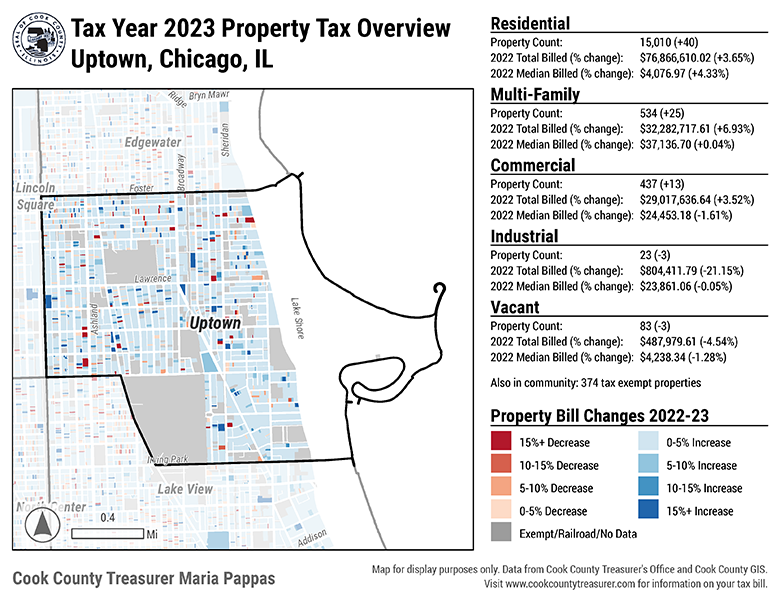 Tax Year 2023 Property Tax Overview
Uptown, Chicago, IL
Ridge
Bryn Mawr
Sheridan
Edgewater
Broadway
Lincoln
Square
Foster
Lawrence
Ashland
Uptown
Lake Shore
Irving Park
Lake View
North Center
Addison
0.4
Mi
Residential
Property Count: 15,010 (+40)
2022 Total Billed (% change): $76,866,610.02 (+3.65%)
2022 Median Billed (% change): $4,076.97 (+4.33%)
Multi-Family
Property Count: 534 (+25)
2022 Total Billed (% change): $32,282,717.61 (+6.93%)
2022 Median Billed (% change): $37,136.70 (+0.04%)
Commercial
Property Count: 437 (+13)
2022 Total Billed (% change): $29,017,636.64 (+3.52%)
2022 Median Billed (% change): $24,453.18 (-1.61%)
Industrial
Property Count: 23 (-3)
2022 Total Billed (% change): $804,411.79 (-21.15%)
2022 Median Billed (% change): $23,861.06 (-0.05%)
Vacant
Property Count: 83 (-3)
2022 Total Billed (% change): $487,979.61 (-4.54%)
2022 Median Billed (% change): $4,238.34 (-1.28%)
Also in community: 374 tax exempt properties
Property Bill Changes 2022-23
15%+ Decrease
10-15% Decrease
5-10% Decrease
0-5% Decrease
Exempt/Railroad/No Data
0-5% Increase
5-10% Increase
10-15% Increase
15%+ Increase
Cook County Treasurer Maria Pappas
Map for display purposes only. Data from Cook County Treasurer's Office and Cook County GIS.
Visit www.cookcountytreasurer.com for information on your tax bill.